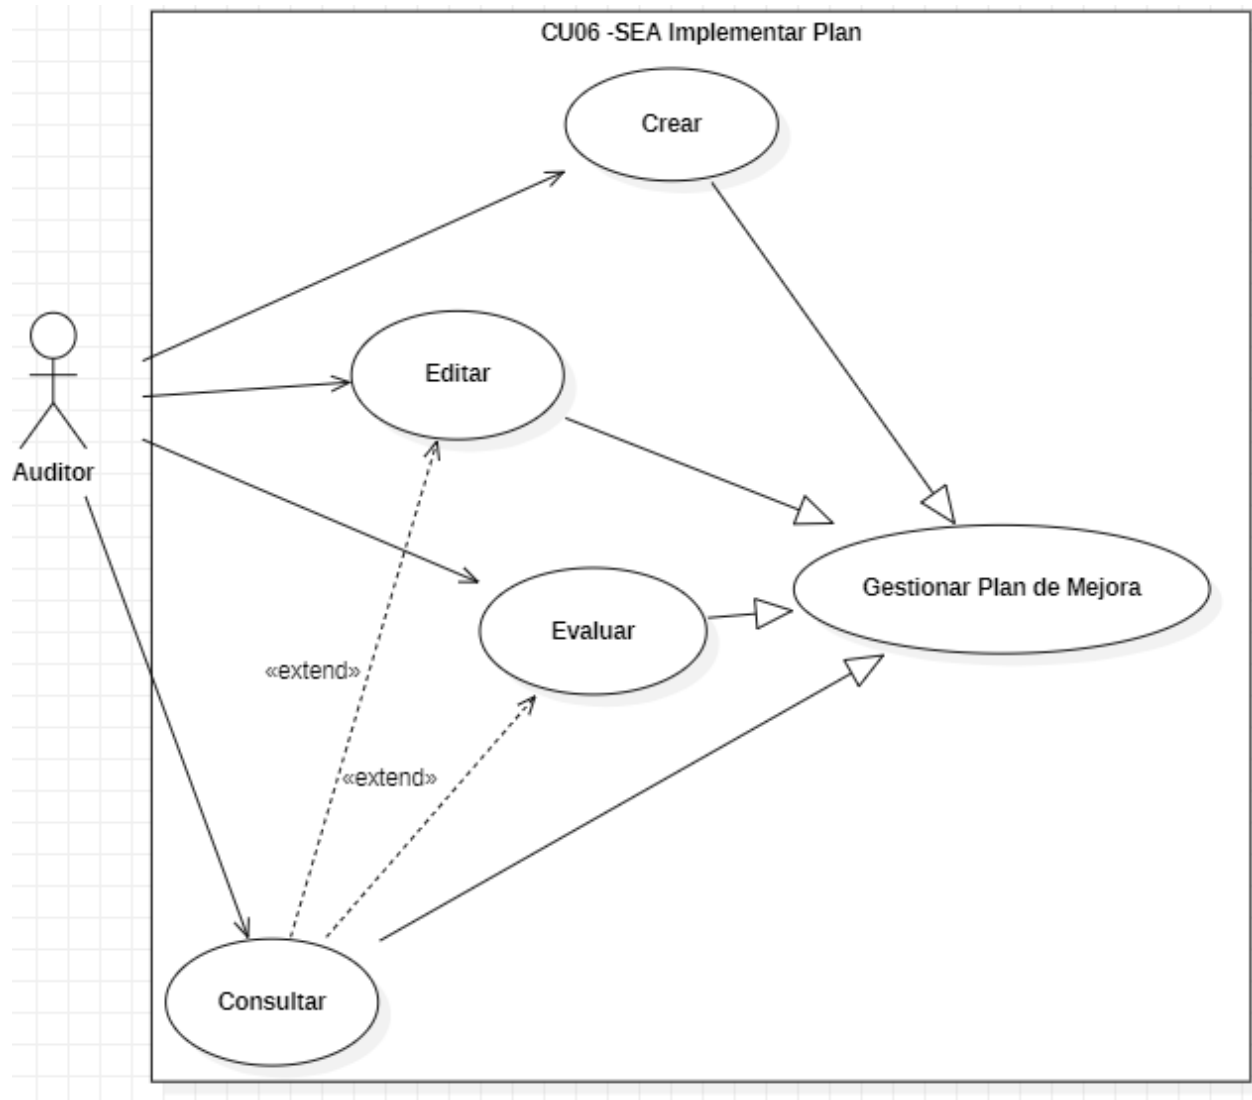 CU06 -SEA Implementar Plan
Crear
Editar
Auditor
Gestionar Plan de Mejora
Evaluar
«extend»
«extend»
Consultar